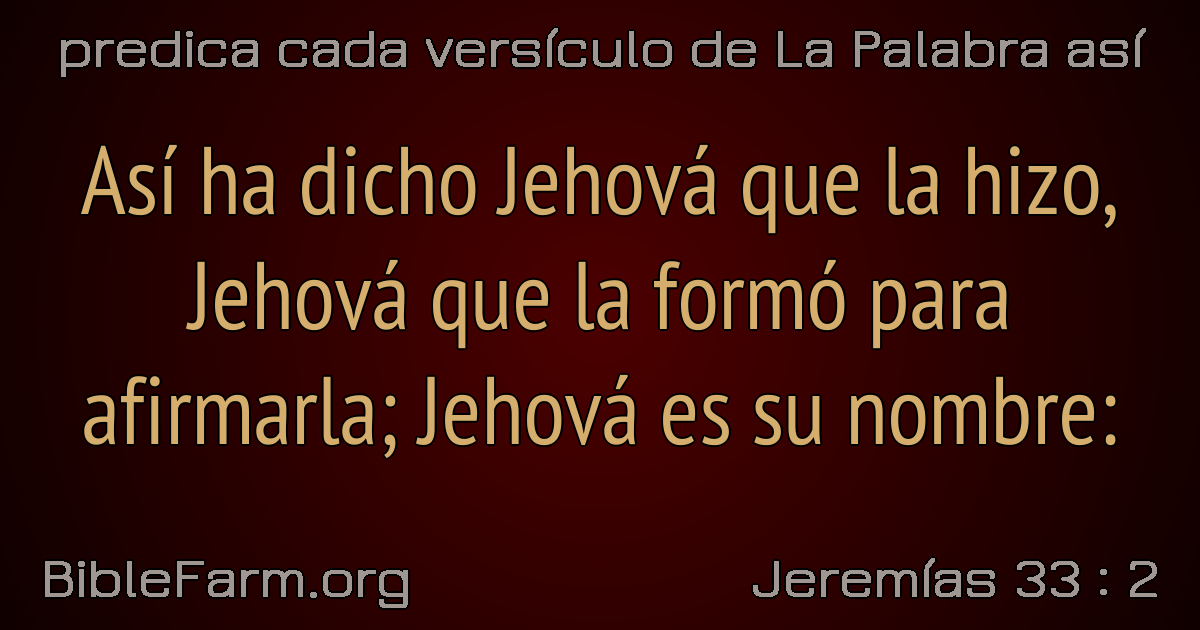 predica cada versículo de La Palabra así
Así ha dicho Jehová que la hizo,
Jehová que la formó para
afirmarla; Jehová es su nombre:
BibleFarm.org
Jeremías 33 : 2